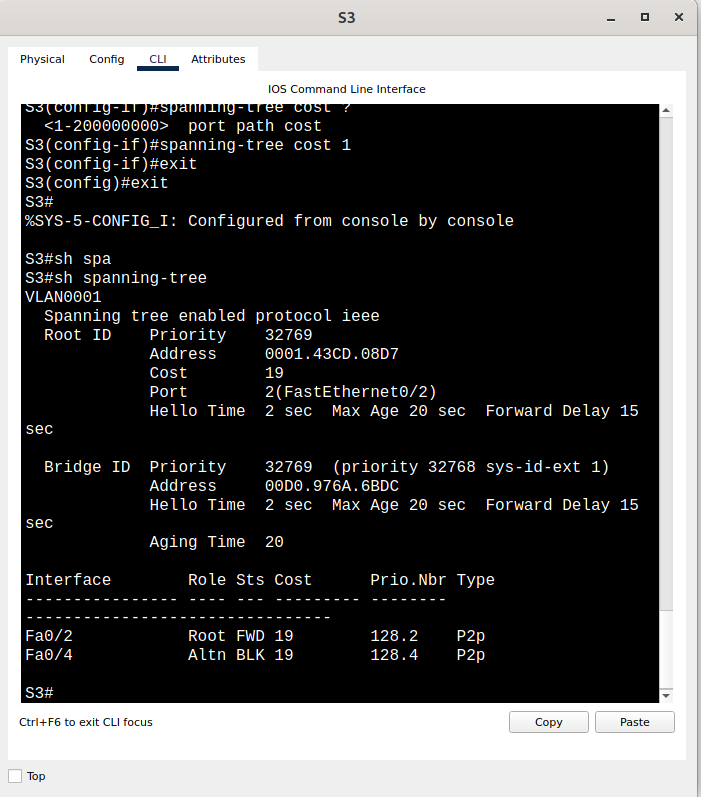 S3
Physical Config CLI Attributes
IOS Command Line Interface
S3(config-if)#spanning-tree cost ?
  <1-200000000>  port path cost
S3(config-if)#spanning-tree cost 1
S3(config-if)#exit
S3(config)#exit
S3#
%SYS-5-CONFIG_I: Configured from console by console

S3#sh spa
S3#sh spanning-tree
VLAN0001
  Spanning tree enabled protocol ieee
  Root ID    Priority    32769
             Address     0001.43CD.08D7
             Cost        19
             Port        2(FastEthernet0/2)
             Hello Time  2 sec  Max Age 20 sec  Forward Delay 15
sec

  Bridge ID  Priority    32769  (priority 32768 sys-id-ext 1)
             Address     00D0.976A.6BDC
             Hello Time  2 sec  Max Age 20 sec  Forward Delay 15
sec
             Aging Time  20

Interface        Role Sts Cost      Prio.Nbr Type
---------------- ---- --- --------- --------
--------------------------------
Fa0/2            Root FWD 19        128.2    P2p
Fa0/4            Altn BLK 19        128.4    P2p

S3#
Ctrl+F6 to exit CLI focus
Copy
Paste
Top